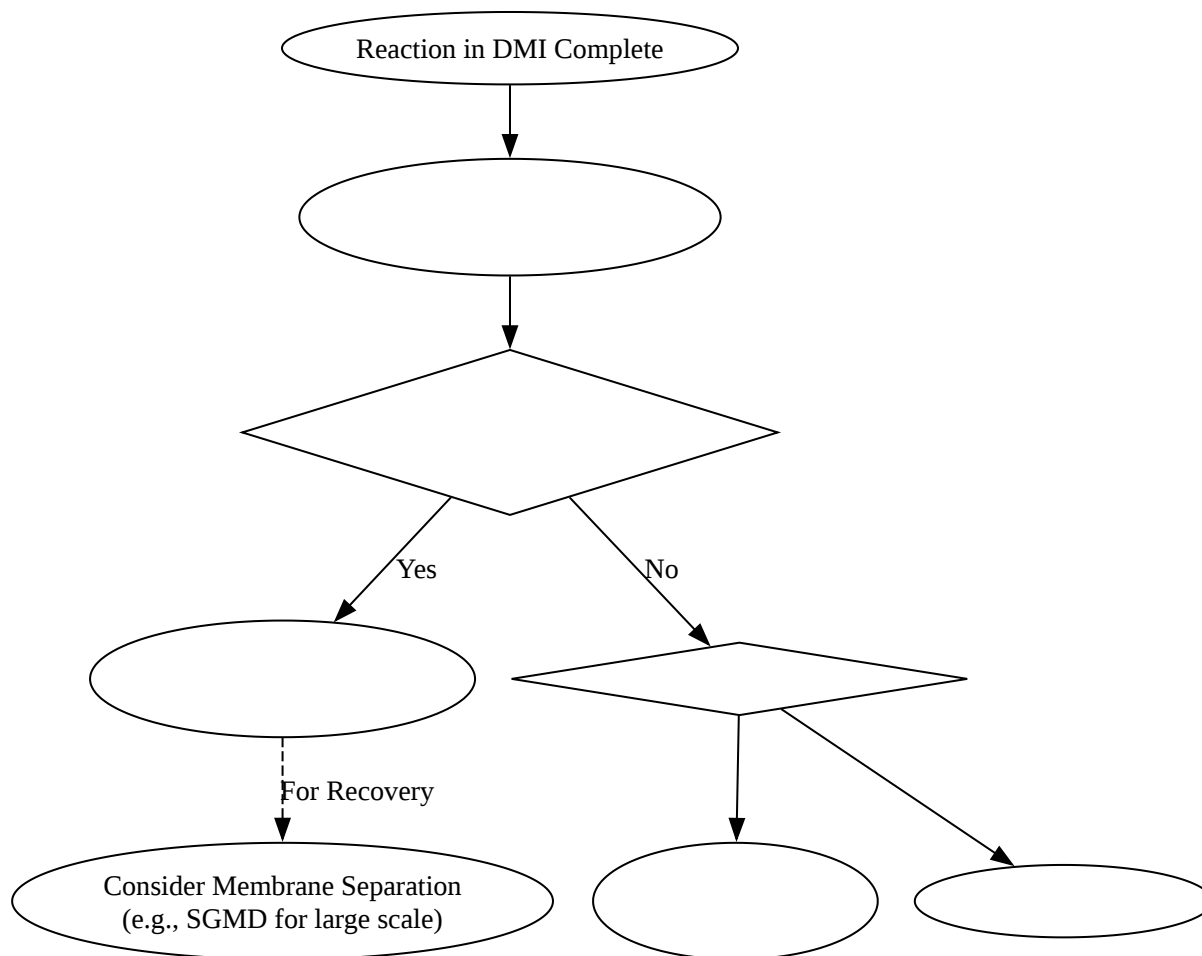 Reaction in DMI Complete
Yes
No
For Recovery
Consider Membrane Separation
(e.g., SGMD for large scale)